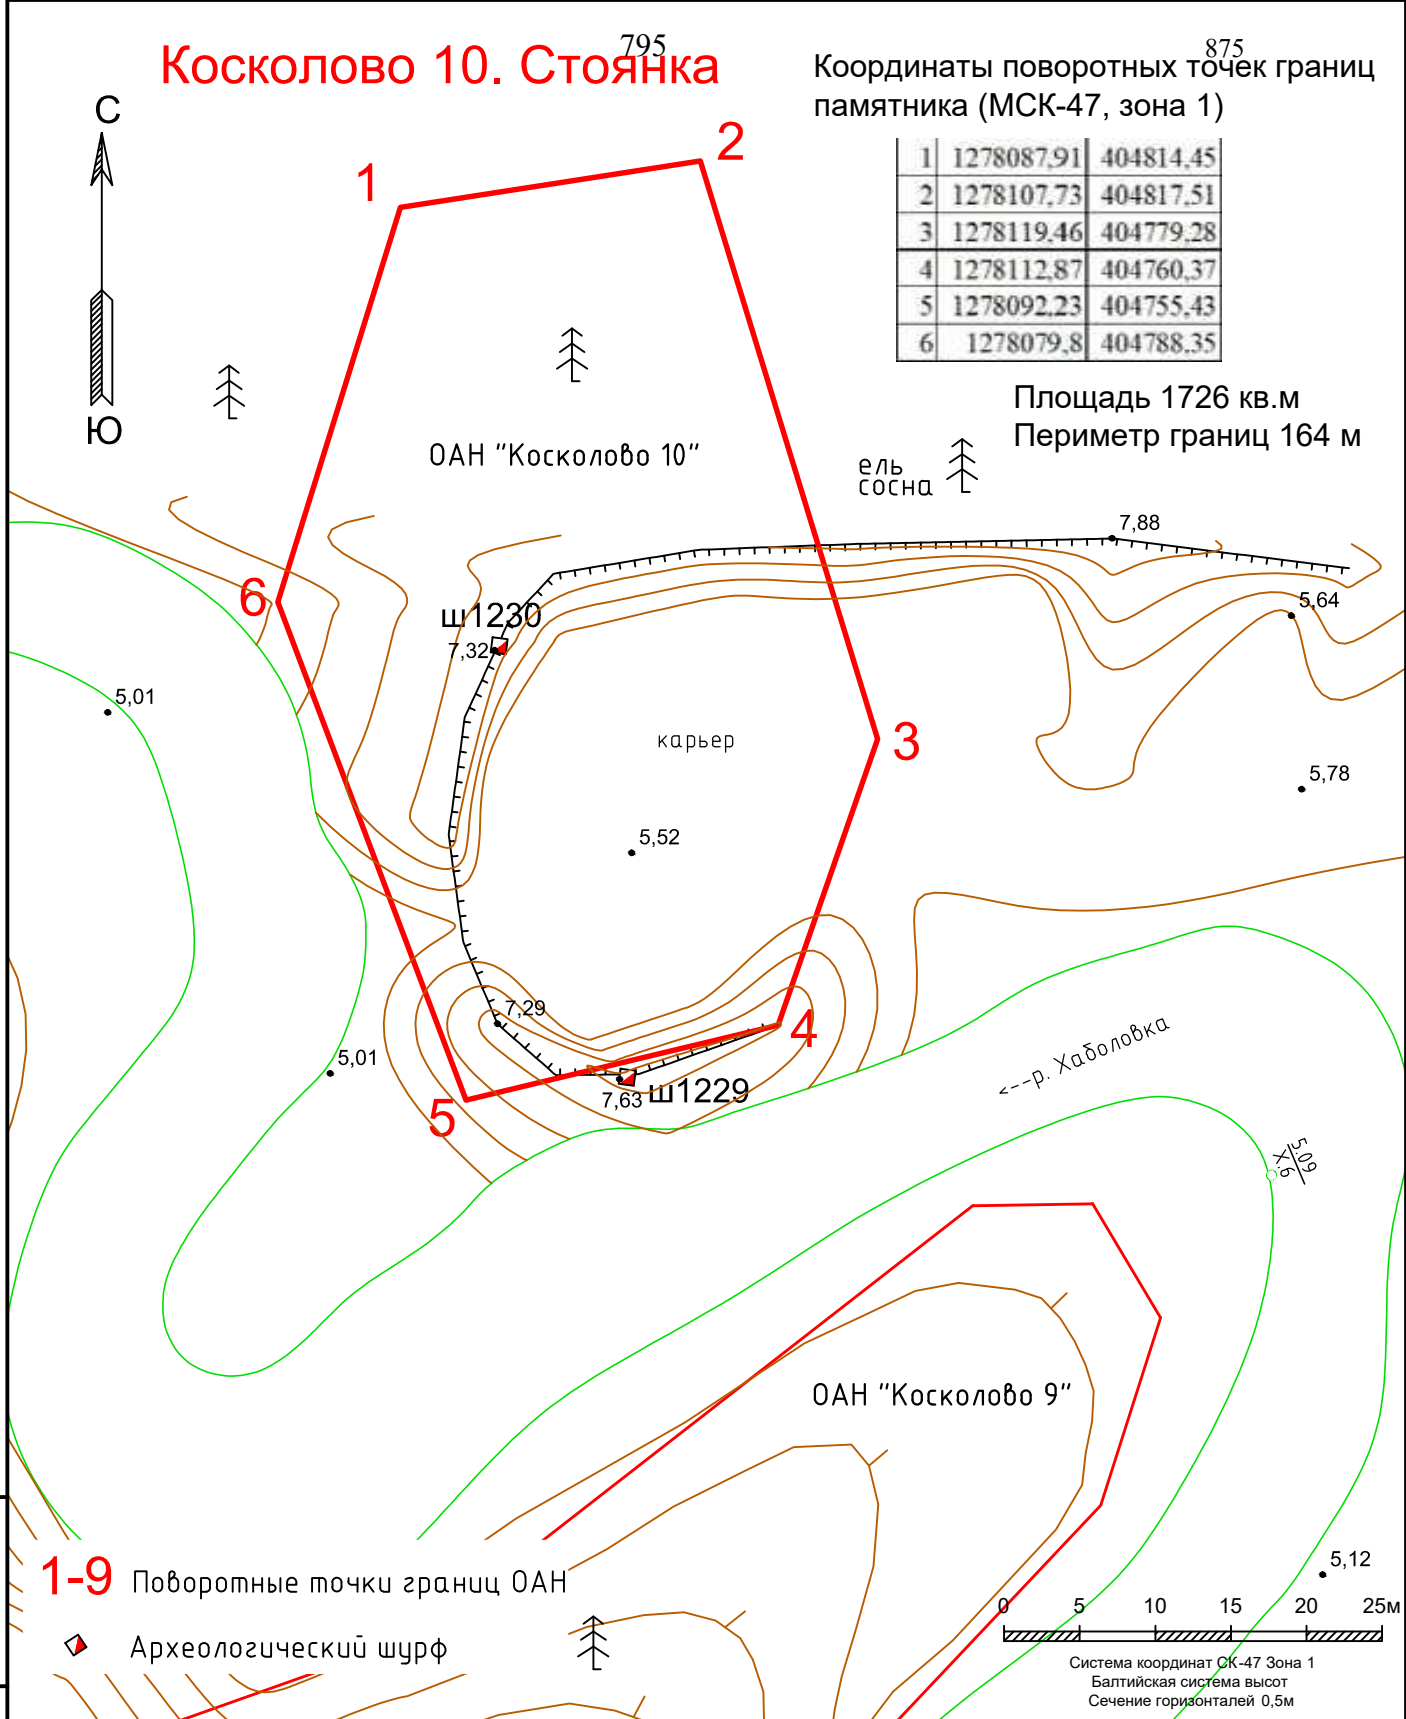 795
875
Косколово 10. Стоянка
Координаты поворотных точек границ
памятника (МСК-47, зона 1)
С
Ю
1 1278087,91 404814,45
2 1278107,73 404817,51
3 1278119,46 404779,28
4 1278112,87 404760,37
5 1278092,23 404755,43
6 1278079,8 404788,35
Площадь 1726 кв.м
Периметр границ 164 м
1
2
3
4
5
6
ОАН "Косколово 10"
ель
сосна
7,88
5,64
ш1230
7,32
5,01
карьер
5,78
5,52
7,29
5,01
7,63
ш1229
<---р. Хаболовка
5.09
Х.6
ОАН "Косколово 9"
5,12
1-9 Поворотные точки границ ОАН
Археологический шурф
0 5 10 15 20 25м
Система координат СК-47 Зона 1
Балтийская система высот
Сечение горизонталей 0,5м